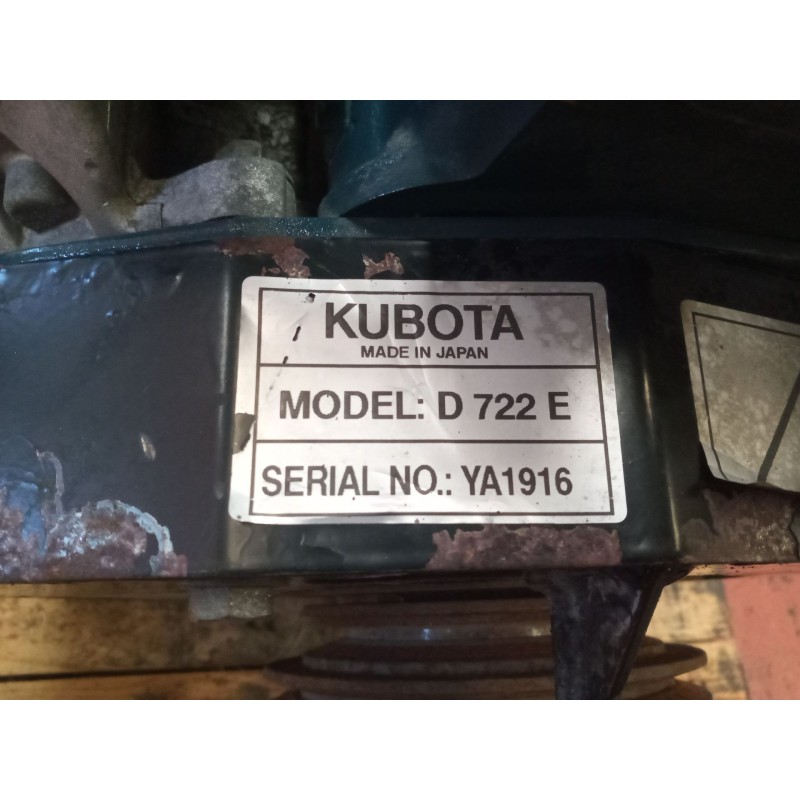 KUBOTA
MADE IN JAPAN
MODEL: D 722 E
SERIAL NO.: YA1916